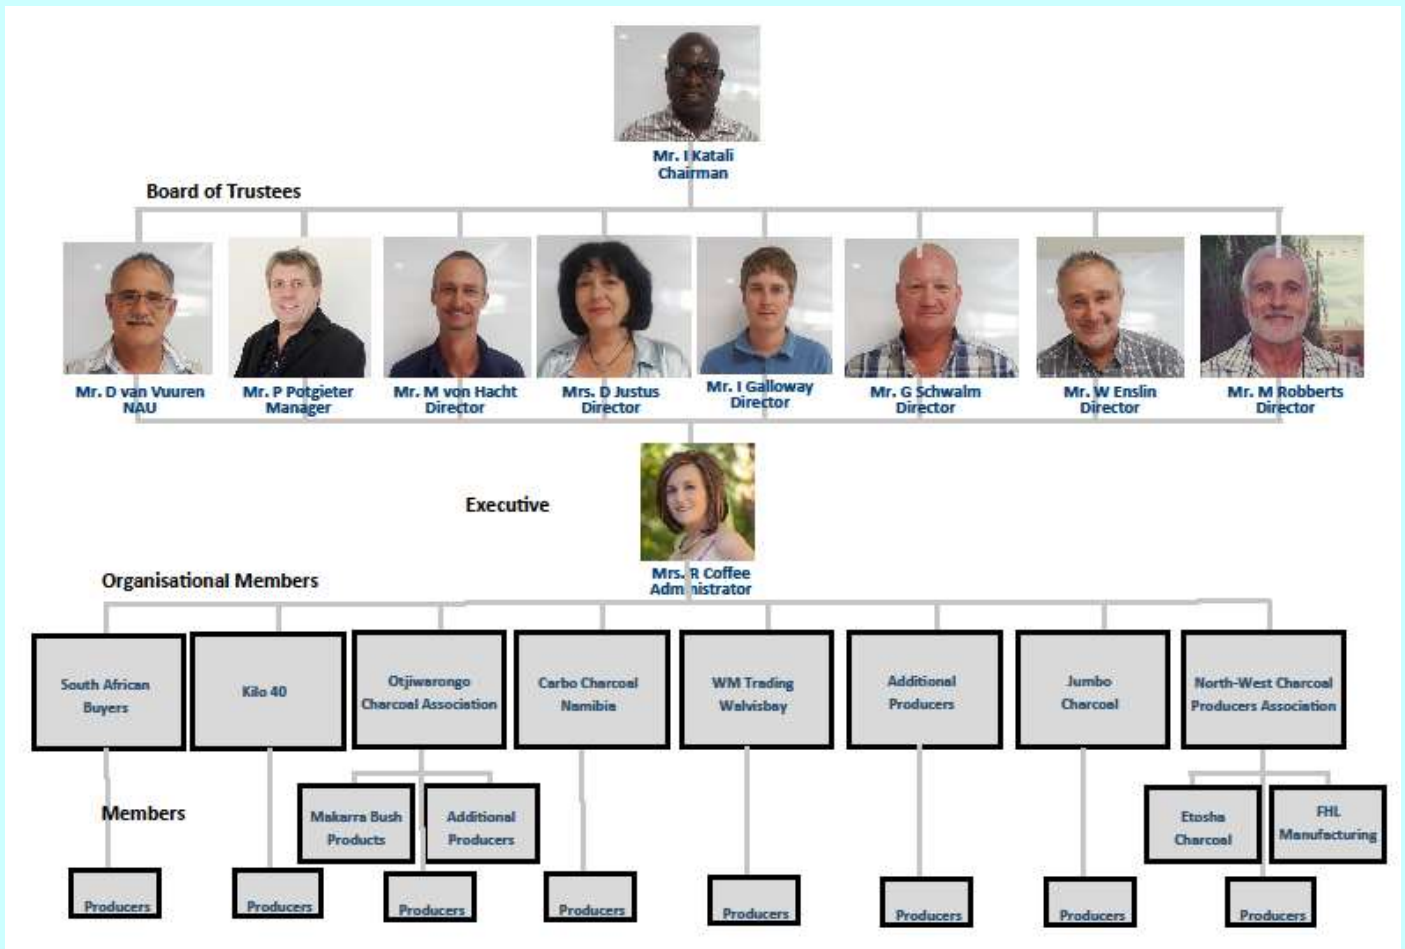 Mr. I Katali
Chairman
Board of Trustees
Mr. D van Vuuren
NAU
Mr. P Potgieter
Manager
Mr. M von Hacht
Director
Mrs. D Justus
Director
Mr. I Galloway
Director
Mr. G Schwalm
Director
Mr. W Enslin
Director
Mr. M Robberts
Director
Executive
Mrs. R Coffee
Administrator
Organisational Members
South African
Buyers
Kilo 40
Otjiwarongo
Charcoal Association
Carbo Charcoal
Namibia
WM Trading
Walvisbay
Additional
Producers
Jumbo
Charcoal
North-West Charcoal
Producers Association
Members
Makarra Bush
Products
Additional
Producers
Etosha
Charcoal
FHL
Manufacturing
Producers
Producers
Producers
Producers
Producers
Producers
Producers
Producers